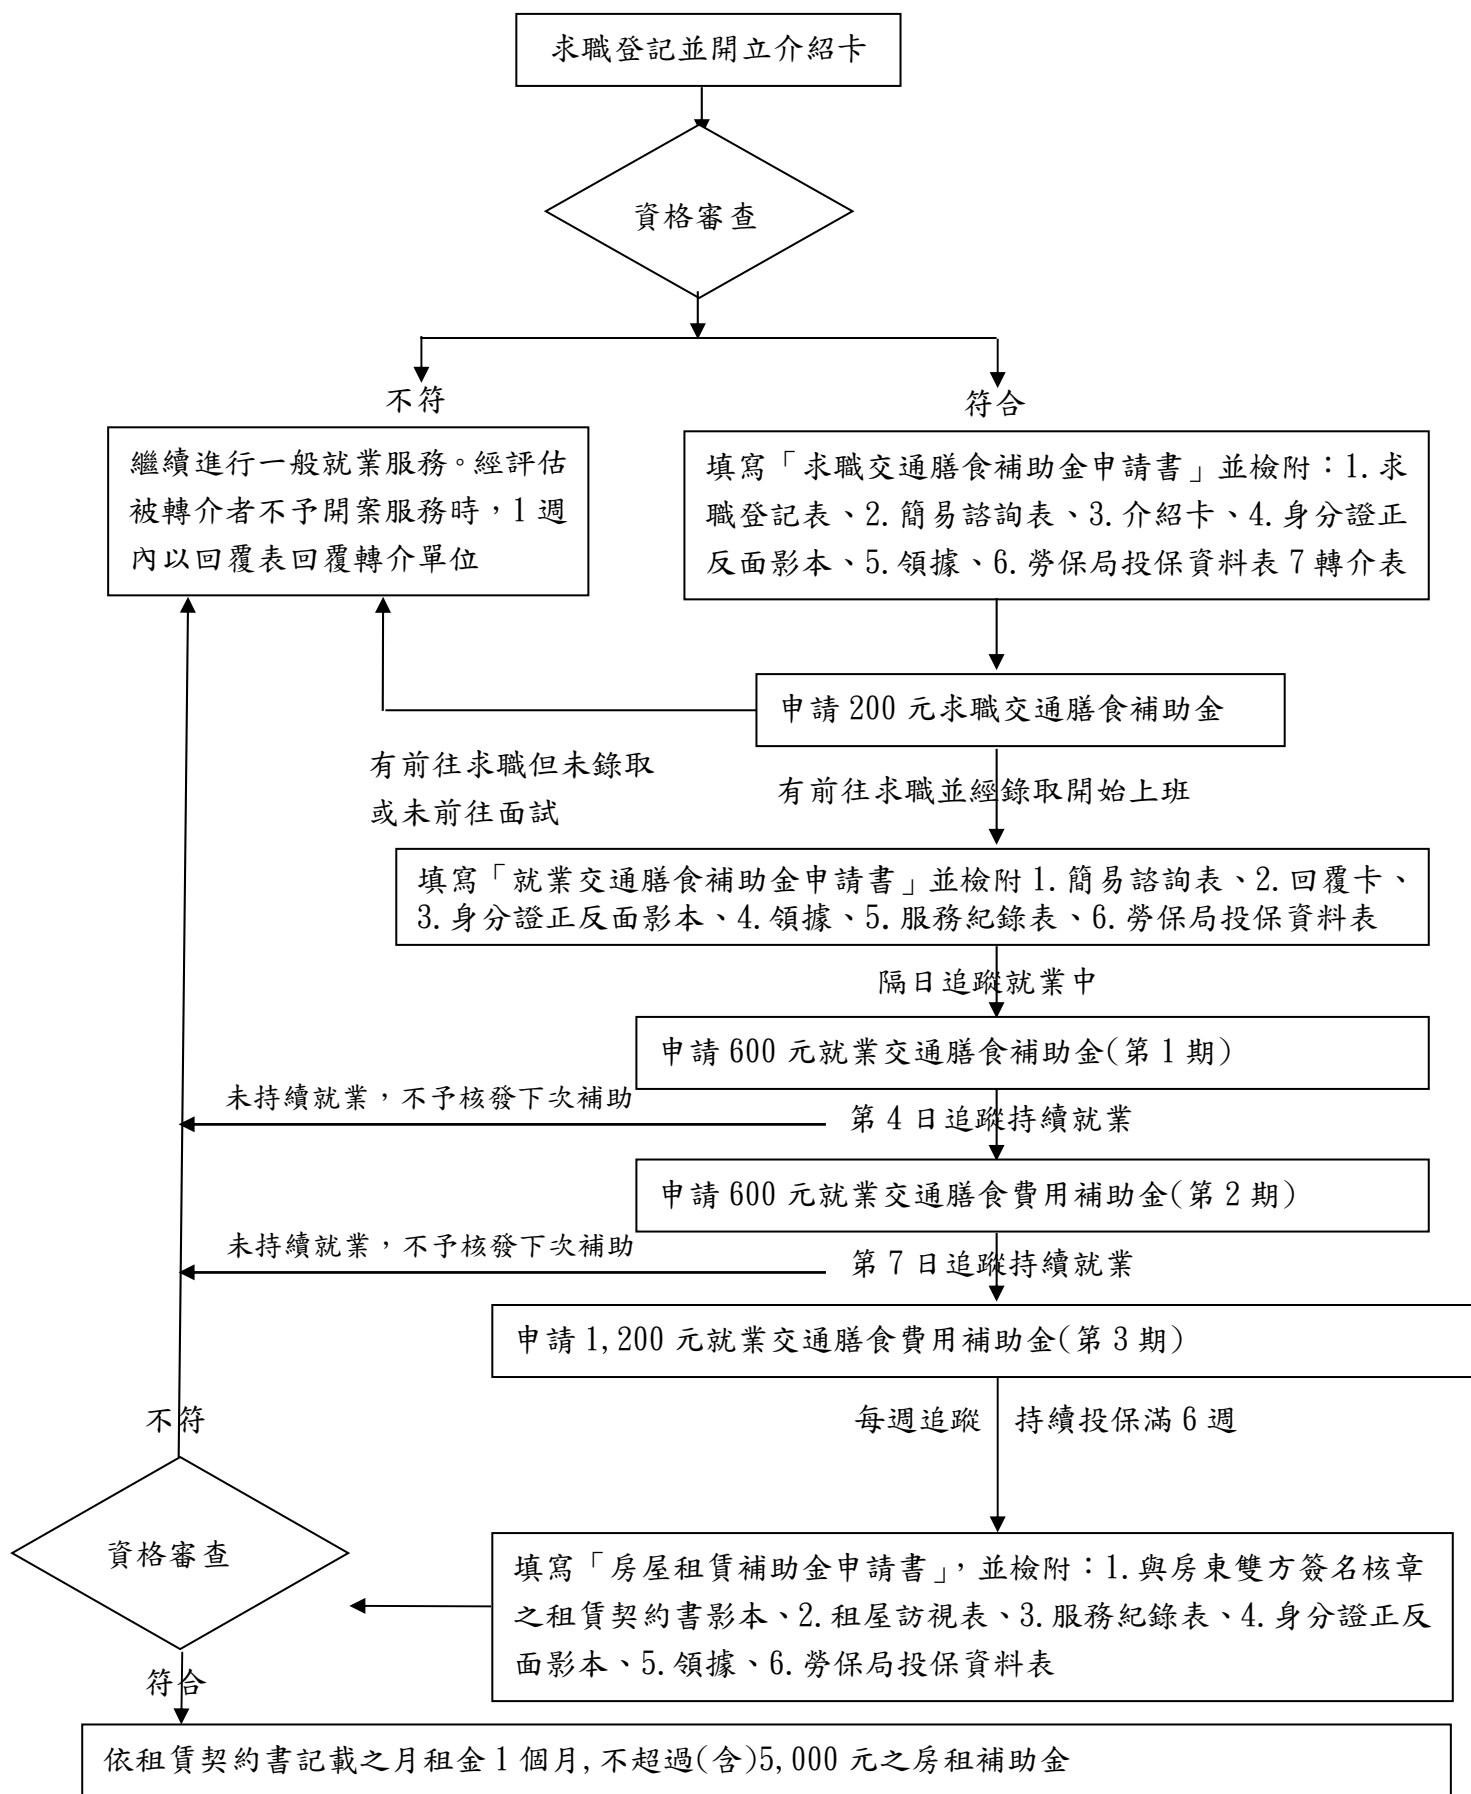 求職登記並開立介紹卡
資格審查
不符
符合
繼續進行一般就業服務。經評估
被轉介者不予開案服務時，1 週
內以回覆表回覆轉介單位
填寫「求職交通膳食補助金申請書」並檢附：1.求
職登記表、2.簡易諮詢表、3.介紹卡、4.身分證正
反面影本、5.領據、6.勞保局投保資料表 7 轉介表
申請 200 元求職交通膳食補助金
有前往求職但未錄取
或未前往面試
有前往求職並經錄取開始上班
填寫「就業交通膳食補助金申請書」並檢附 1.簡易諮詢表、2.回覆卡、
3.身分證正反面影本、4.領據、5.服務紀錄表、6.勞保局投保資料表
隔日追蹤就業中
申請 600 元就業交通膳食補助金(第 1 期)
未持續就業，不予核發下次補助
第 4 日追蹤持續就業
申請 600 元就業交通膳食費用補助金(第 2 期)
未持續就業，不予核發下次補助
第 7 日追蹤持續就業
申請 1,200 元就業交通膳食費用補助金(第 3 期)
不符
每週追蹤
持續投保滿 6 週
資格審查
填寫「房屋租賃補助金申請書」，並檢附：1.與房東雙方簽名核章
之租賃契約書影本、2.租屋訪視表、3.服務紀錄表、4.身分證正反
面影本、5.領據、6.勞保局投保資料表
符合
依租賃契約書記載之月租金 1 個月,不超過(含)5,000 元之房租補助金